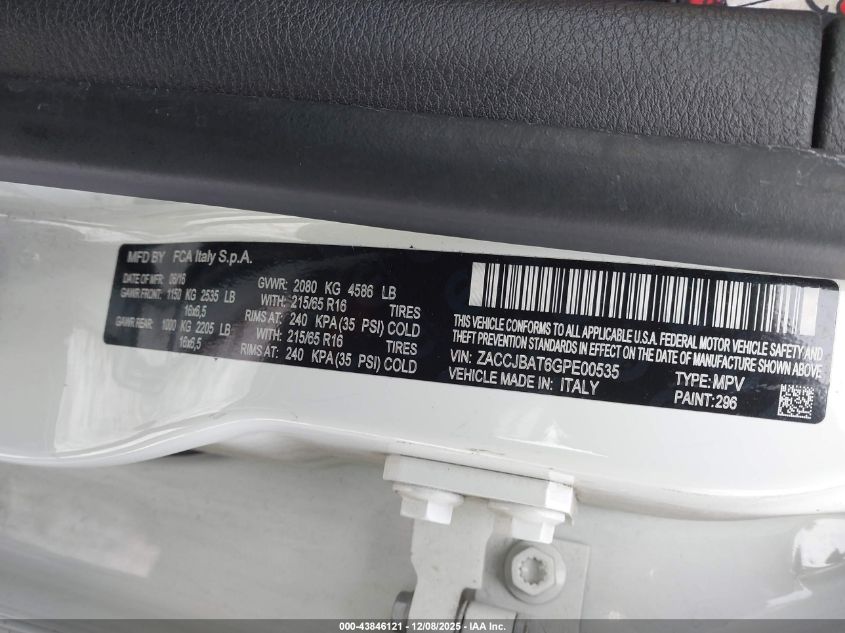 MFD BY FCA Italy S.p.A.
DATE OF MFR 06/16 GVWR: 2080 KG 4586 LB
GAWR FRONT: 1150 KG 2535 LB WITH: 215/65 R16 TIRES
16x6,5 RIMS AT: 240 KPA(35 PSI) COLD
GAWR REAR: 1000 KG 2205 LB WITH: 215/65 R16 TIRES
16x6,5 RIMS AT: 240 KPA(35 PSI) COLD
THIS VEHICLE CONFORMS TO ALL APPLICABLE U.S.A. FEDERAL MOTOR VEHICLE SAFETY AND
THEFT PREVENTION STANDARDS IN EFFECT ON THE DATE OF MANUFACTURE SHOWN ABOVE.
VIN: ZACCJBAT6GPE00535 TYPE: MPV
VEHICLE MADE IN: ITALY PAINT: 296
000-43846121 - 12/08/2025 - IAA Inc.